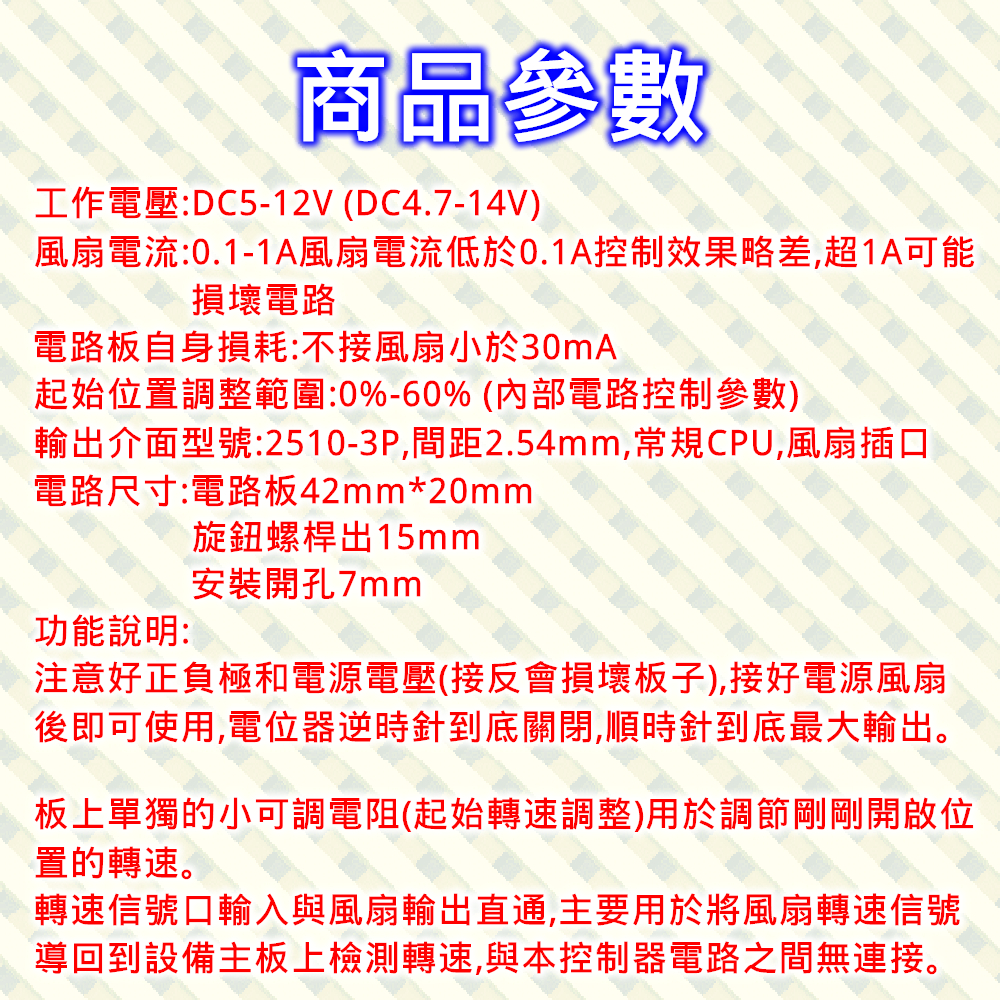 商品參數
工作電壓:DC5-12V (DC4.7-14V)
風扇電流:0.1-1A風扇電流低於0.1A控制效果略差,超1A可能
損壞電路
電路板自身損耗:不接風扇小於30mA
起始位置調整範圍:0%-60% (內部電路控制參數)
輸出介面型號:2510-3P,間距2.54mm,常規CPU,風扇插口
電路尺寸:電路板42mm*20mm
旋鈕螺桿出15mm
安裝開孔7mm
功能說明:
注意好正負極和電源電壓(接反會損壞板子),接好電源風扇
後即可使用,電位器逆時針到底關閉,順時針到底最大輸出。
板上單獨的小可調電阻(起始轉速調整)用於調節剛剛開啟位
置的轉速。
轉速信號口輸入與風扇輸出直通,主要用於將風扇轉速信號
導回到設備主板上檢測轉速,與本控制器電路之間無連接。